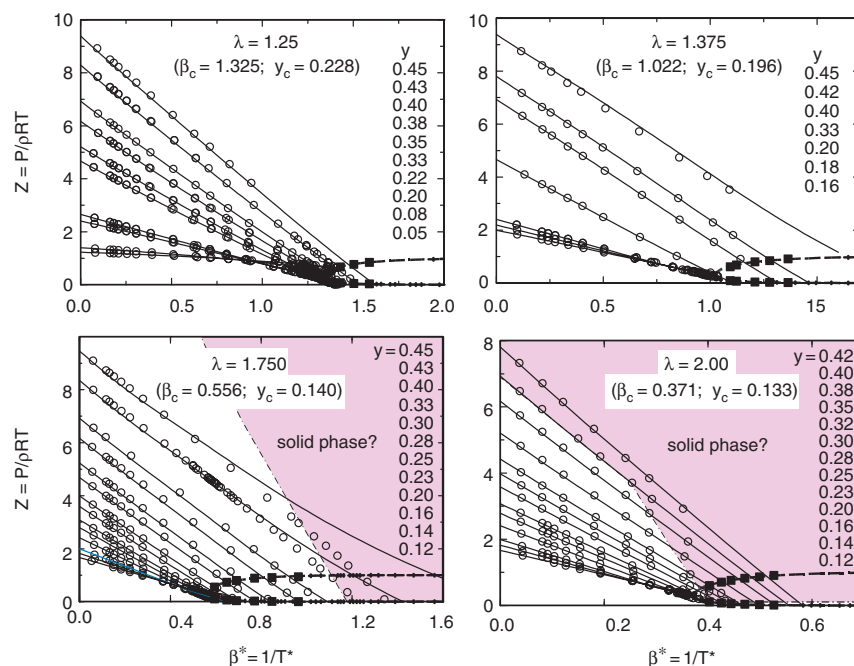 10
8
6
4
2
0
Z = P/ρRT
λ = 1.25
(βc = 1.325; yc = 0.228)
y
0.45
0.43
0.40
0.38
0.35
0.33
0.22
0.20
0.08
0.05
0.0 0.5 1.0 1.5 2.0
10
8
6
4
2
0
λ = 1.375
(βc = 1.022; yc = 0.196)
y
0.45
0.42
0.40
0.33
0.20
0.18
0.16
0.0 0.5 1.0 15
8
6
4
2
0
Z = P/ρRT
λ = 1.750
(βc = 0.556; yc = 0.140)
solid phase?
y = 0.45
0.43
0.40
0.33
0.30
0.28
0.25
0.23
0.20
0.16
0.14
0.12
0.0 0.4 0.8 1.2 1.6
β* = 1/T*
8
6
4
2
0
λ = 2.00
(βc = 0.371; yc = 0.133)
solid phase?
y = 0.42
0.40
0.38
0.35
0.32
0.30
0.28
0.25
0.23
0.20
0.16
0.14
0.12
0.0 0.2 0.4 0.6
β* = 1/T*